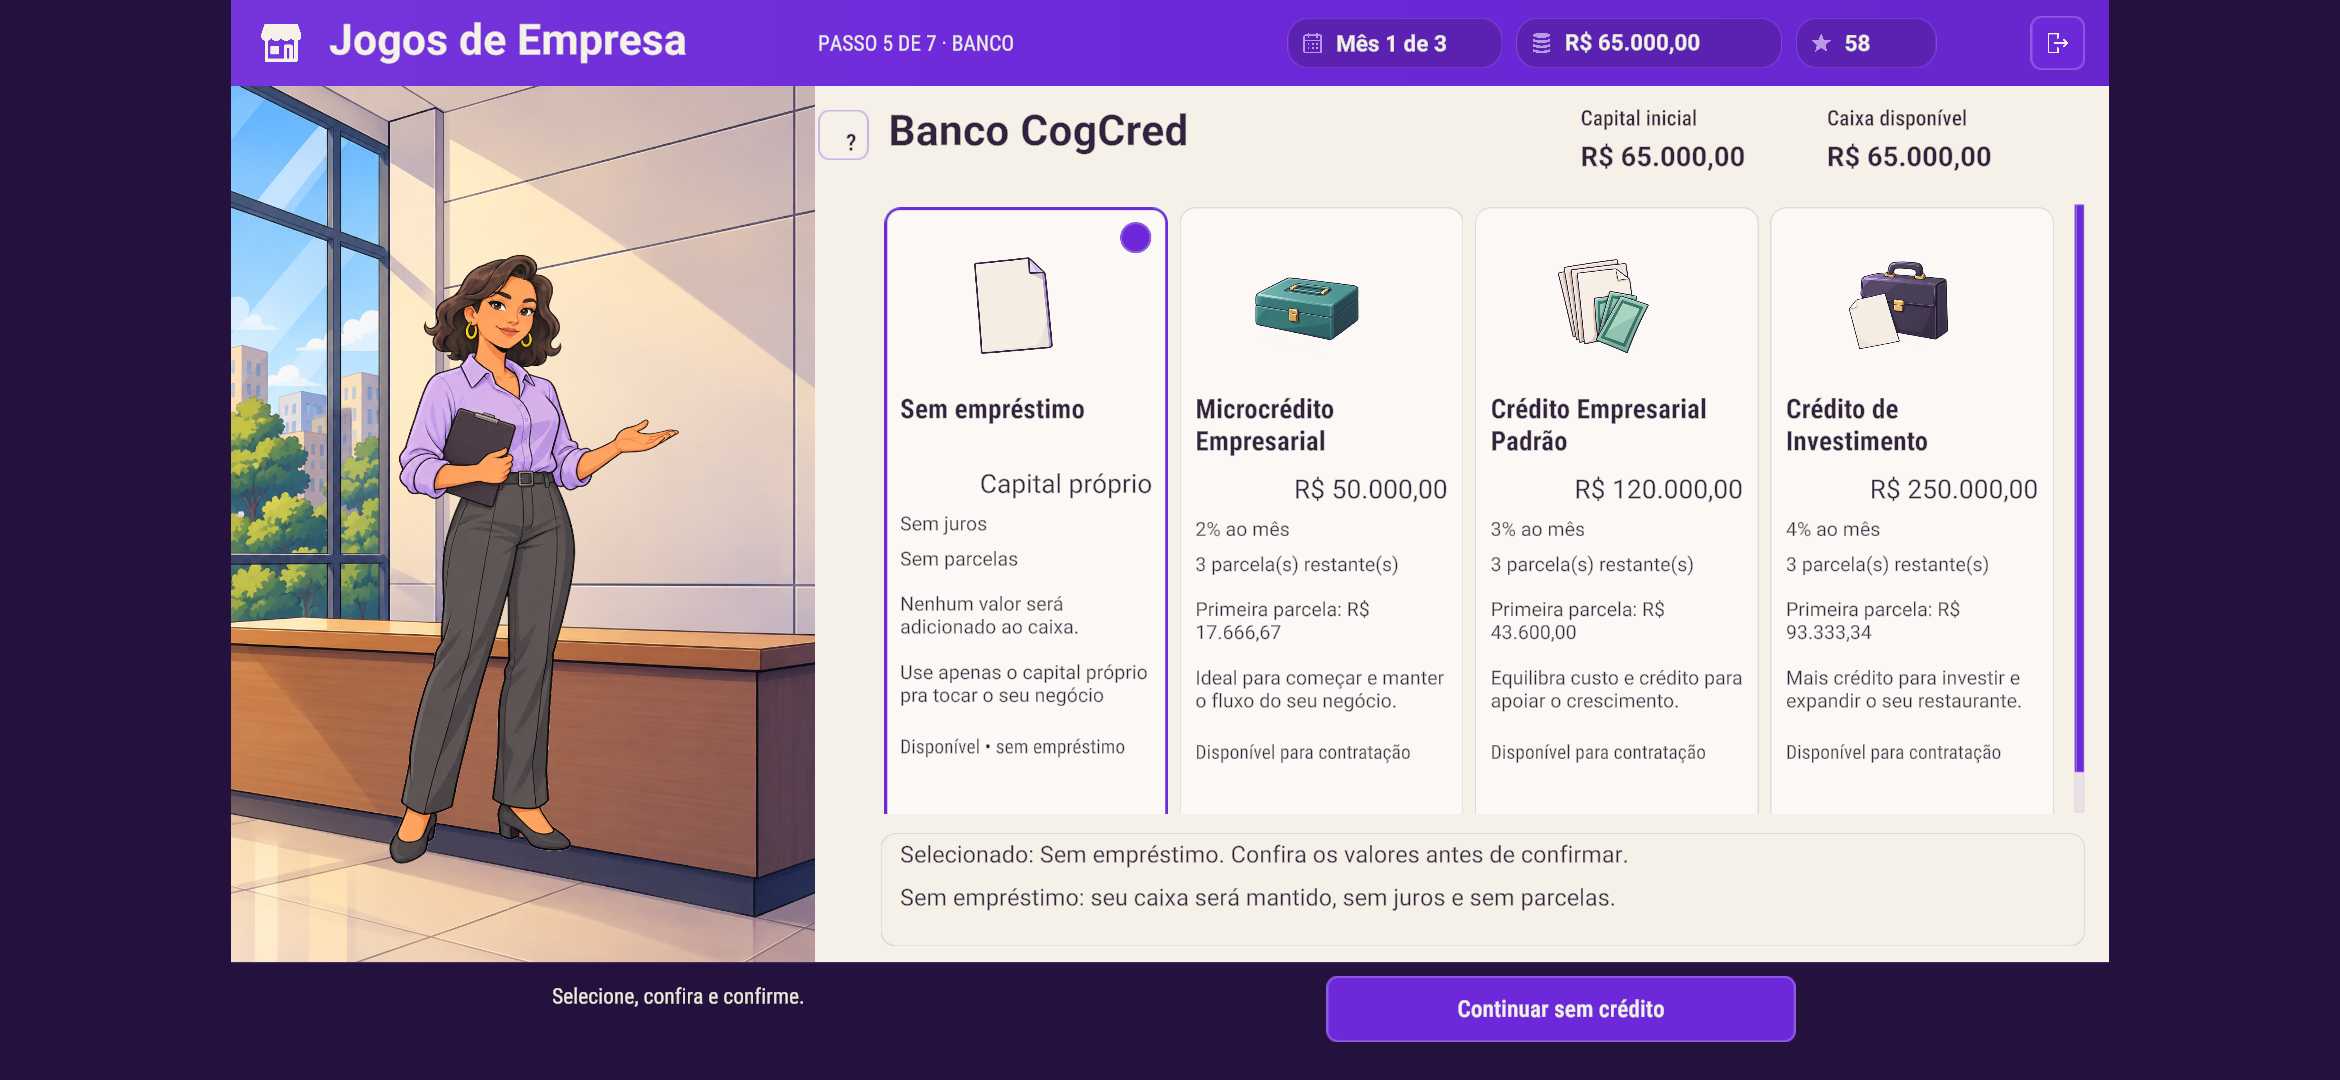 Jogos de Empresa
PASSO 5 DE 7 · BANCO
Mês 1 de 3
R$ 65.000,00
58
?
Banco CogCred
Capital inicial
R$ 65.000,00
Caixa disponível
R$ 65.000,00
Sem empréstimo
Capital próprio
Sem juros
Sem parcelas
Nenhum valor será
adicionado ao caixa.
Use apenas o capital próprio
pra tocar o seu negócio
Disponível • sem empréstimo
Microcrédito
Empresarial
R$ 50.000,00
2% ao mês
3 parcela(s) restante(s)
Primeira parcela: R$
17.666,67
Ideal para começar e manter
o fluxo do seu negócio.
Disponível para contratação
Crédito Empresarial
Padrão
R$ 120.000,00
3% ao mês
3 parcela(s) restante(s)
Primeira parcela: R$
43.600,00
Equilibra custo e crédito para
apoiar o crescimento.
Disponível para contratação
Crédito de
Investimento
R$ 250.000,00
4% ao mês
3 parcela(s) restante(s)
Primeira parcela: R$
93.333,34
Mais crédito para investir e
expandir o seu restaurante.
Disponível para contratação
Selecionado: Sem empréstimo. Confira os valores antes de confirmar.
Sem empréstimo: seu caixa será mantido, sem juros e sem parcelas.
Selecione, confira e confirme.
Continuar sem crédito